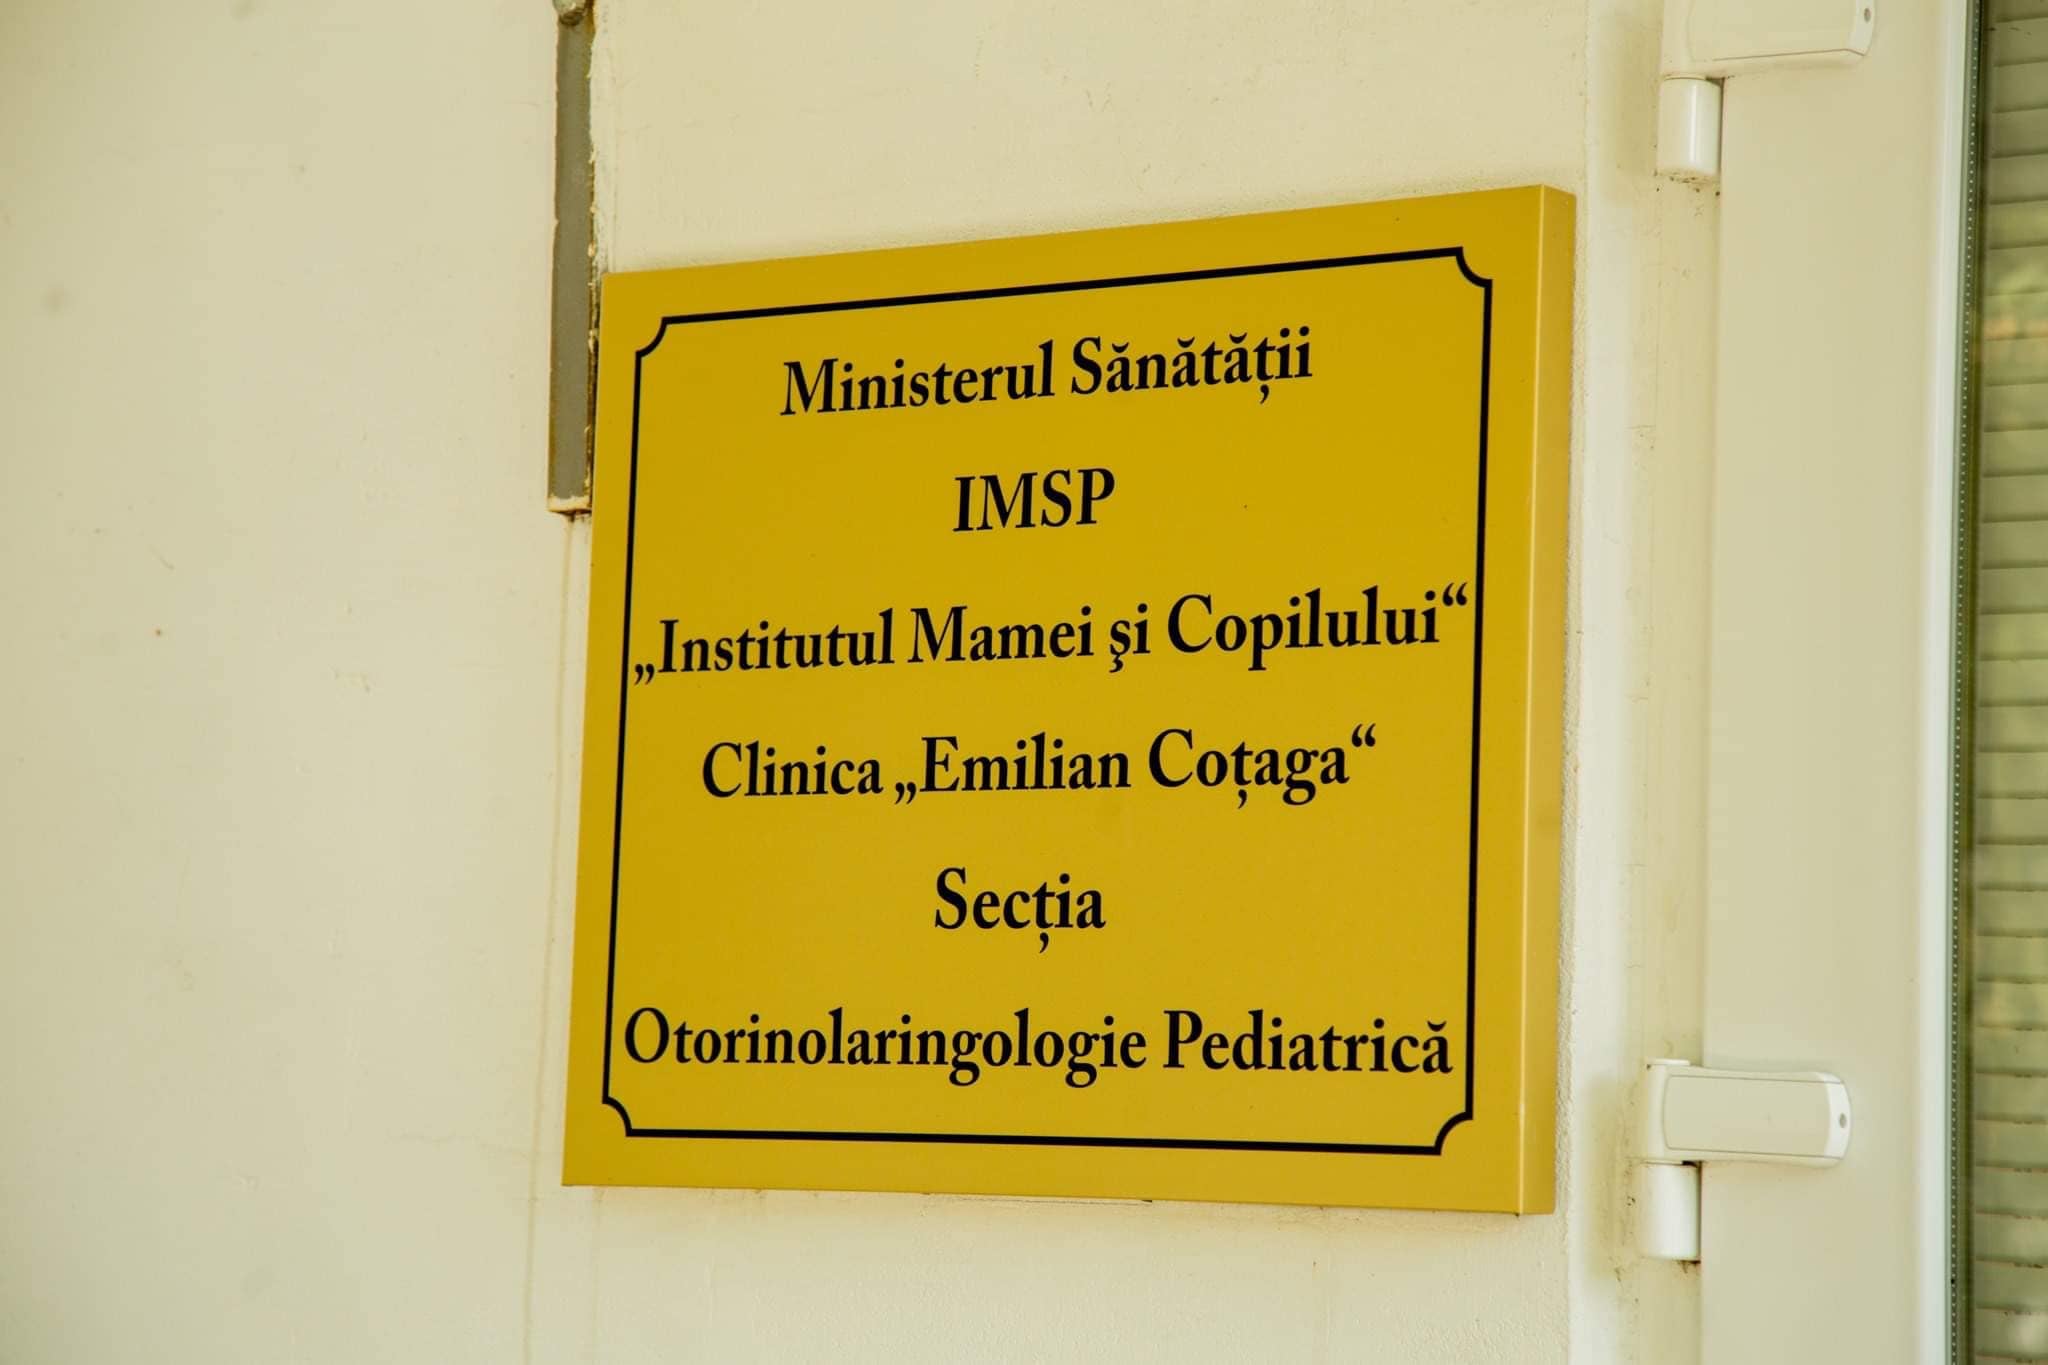 Ministerul Sănătății
IMSP
„Institutul Mamei şi Copilului“
Clinica „Emilian Coțaga“
Secția
Otorinolaringologie Pediatrică